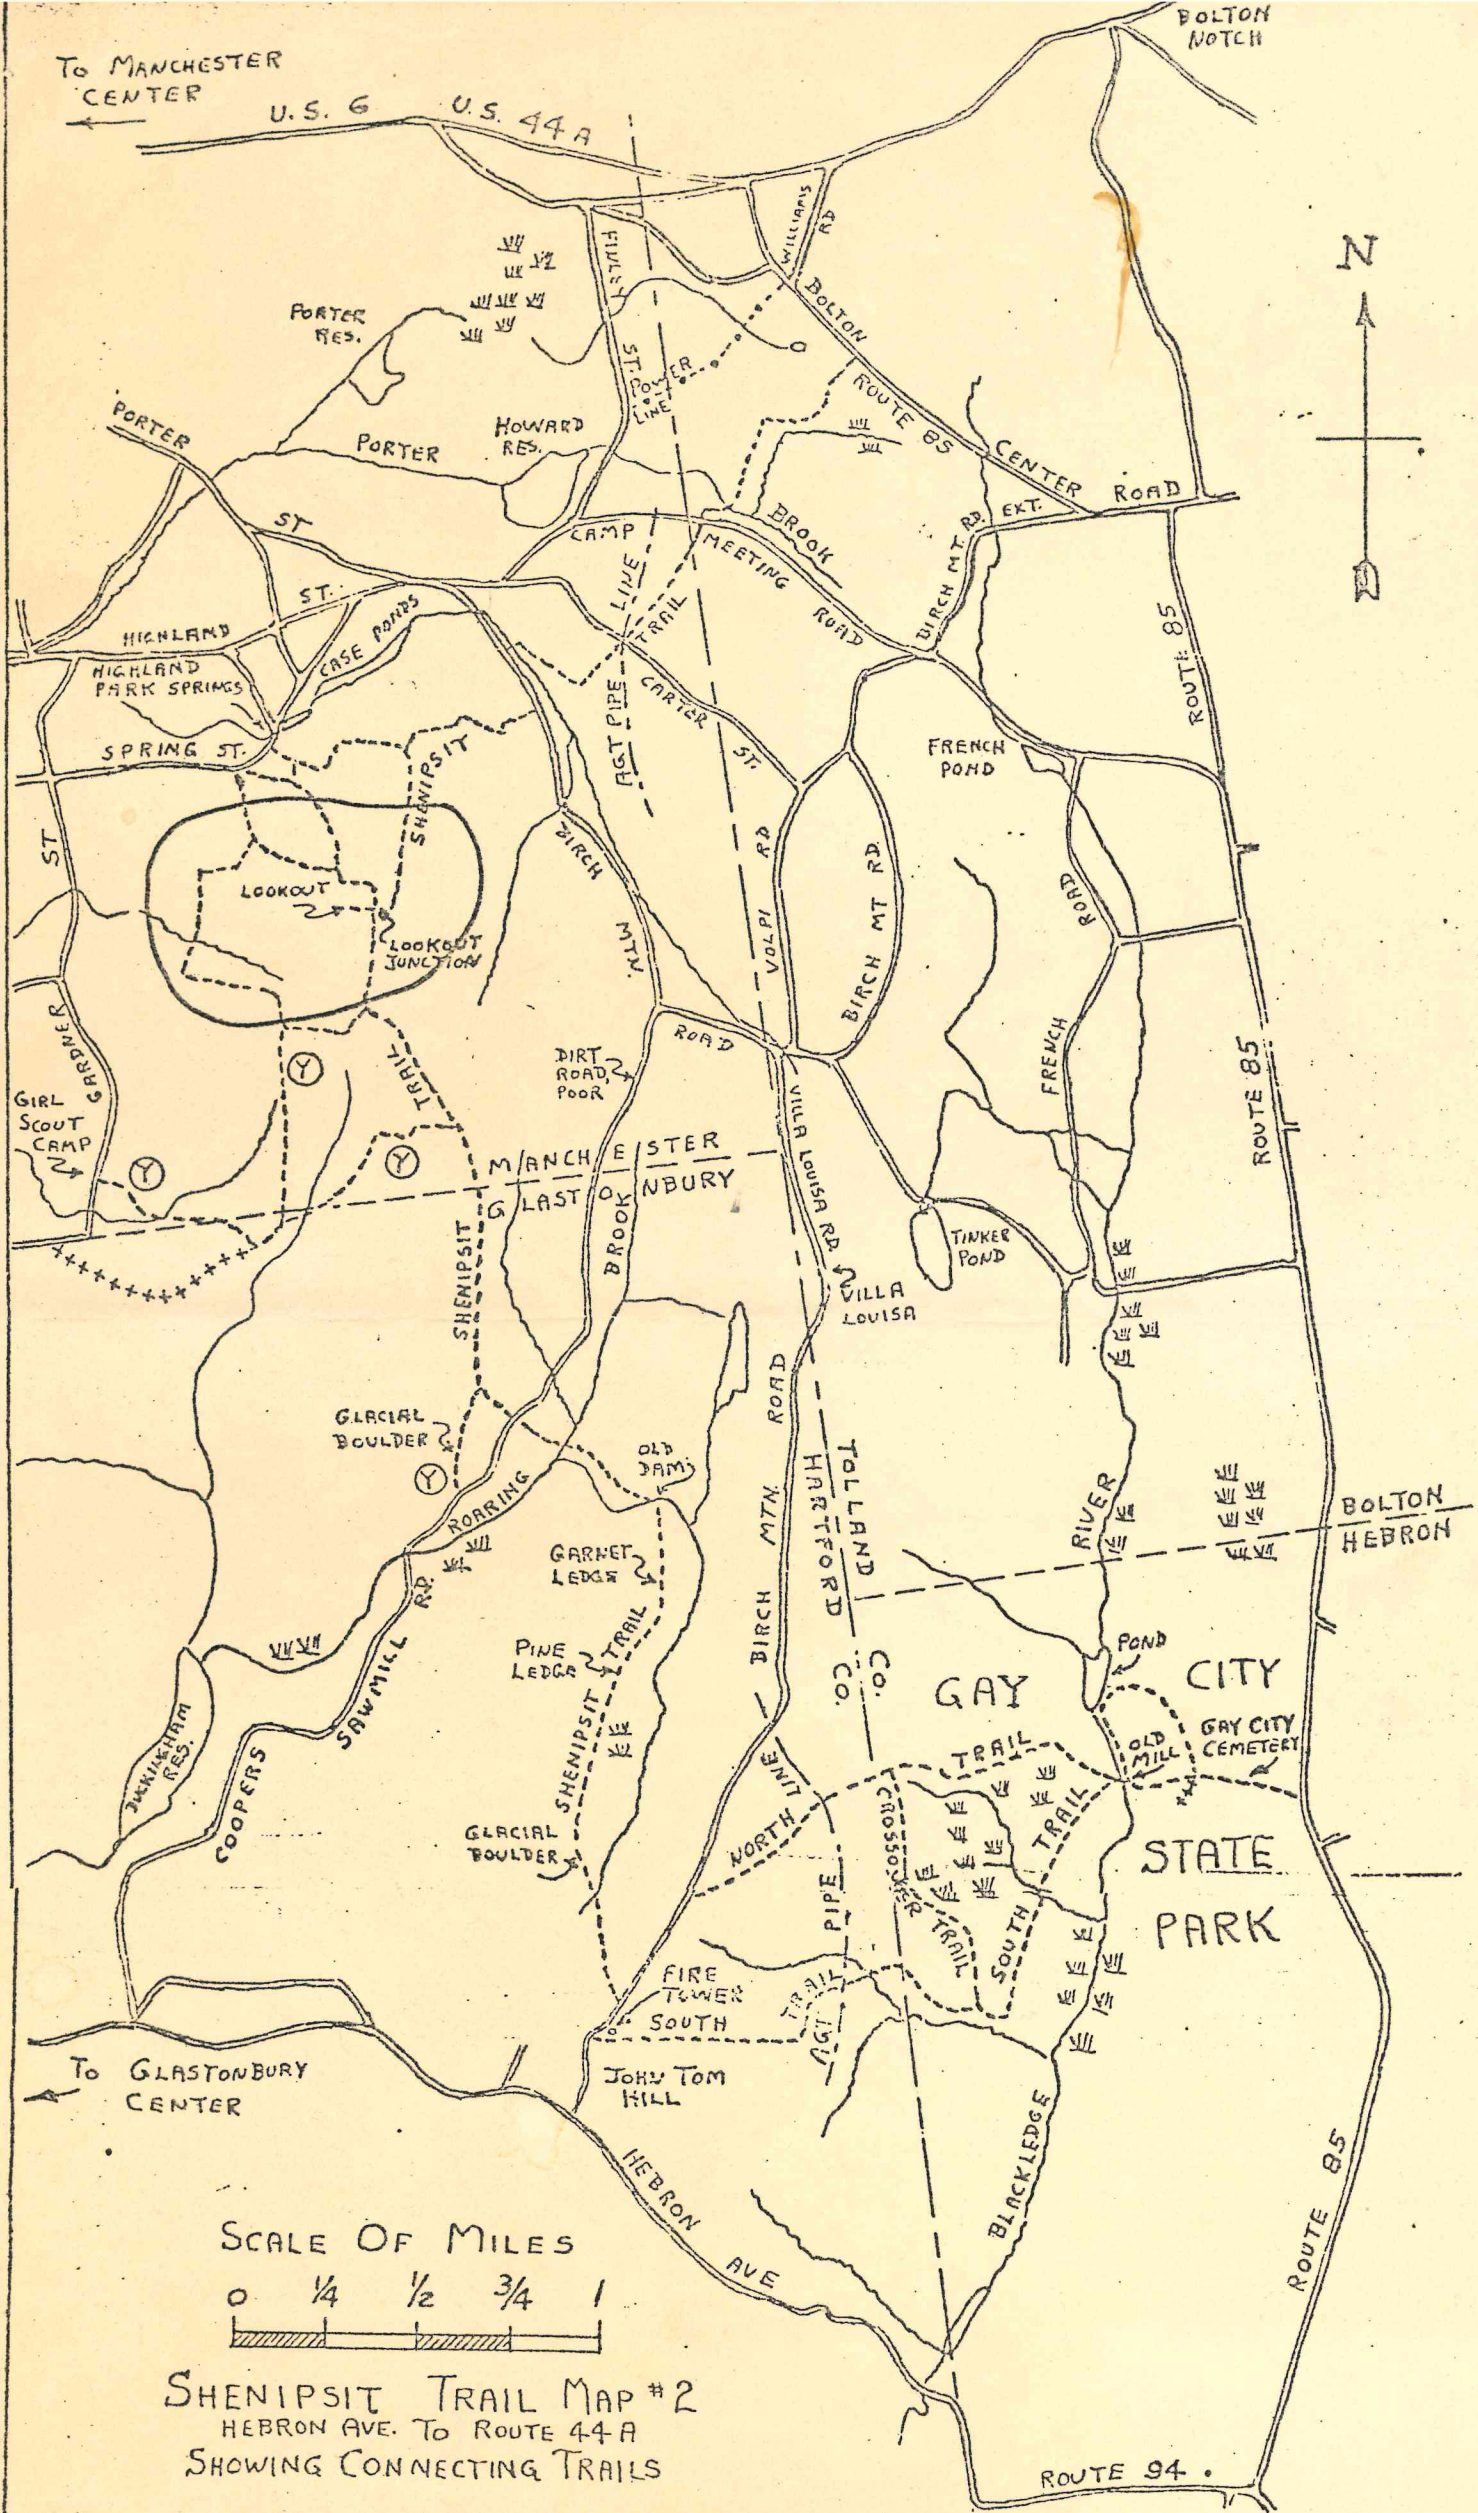 BOLTON
NOTCH
TO MANCHESTER
CENTER
U.S. 6
U.S. 44A
WILLIAMS
RD
N
BOLTON
PORTER
RES.
ST.
POWER
LINE
ROUTE 85
CENTER
ROAD
PORTER
HOWARD
RES.
PORTER
ST
CAMP
MEETING
ROAD
BROOK
BIRCH MT. RD. EXT.
LINE
TRAIL
ST.
HIGHLAND
CASE PONDS
HIGHLAND
PARK SPRINGS
ROUTE 85
CARTER
ST.
AGT PIPE
SHENIPSIT
SPRING ST.
FRENCH
POND
ST
BIRCH
MTN.
ROAD
VOLPI RD
BIRCH MT RD.
ROAD
FRENCH
LOOKOUT
LOOKOUT
JUNCTION
GARDNER
TRAIL
DIRT
ROAD,
POOR
ROUTE 85
Y
GIRL
SCOUT
CAMP
Y
Y
MANCHESTER
GLASTONBURY
VILLA LOUISA RD.
BROOK
SHENIPSIT
TINKER
POND
VILLA
LOUISA
GLACIAL
BOULDER
Y
OLD
DAM
ROARING
BIRCH MTN. ROAD
TOLLAND CO.
HARTFORD CO.
RIVER
BOLTON
HEBRON
GARNET
LEDGE
PINE
LEDGE
SHENIPSIT TRAIL
COOPERS SAWMILL RD.
RES.
POND
GAY CITY
STATE
PARK
OLD
MILL
GAY CITY
CEMETERY
LINE
NORTH TRAIL
CROSSOVER TRAIL
SOUTH TRAIL
PIPE
AGT
GLACIAL
BOULDER
FIRE
TOWER
SOUTH TRAIL
JOHN TOM
HILL
TO GLASTONBURY
CENTER
HEBRON
AVE
BLACKLEDGE
ROUTE 85
SCALE OF MILES
0 1/4 1/2 3/4 1
SHENIPSIT TRAIL MAP #2
HEBRON AVE. TO ROUTE 44A
SHOWING CONNECTING TRAILS
ROUTE 94